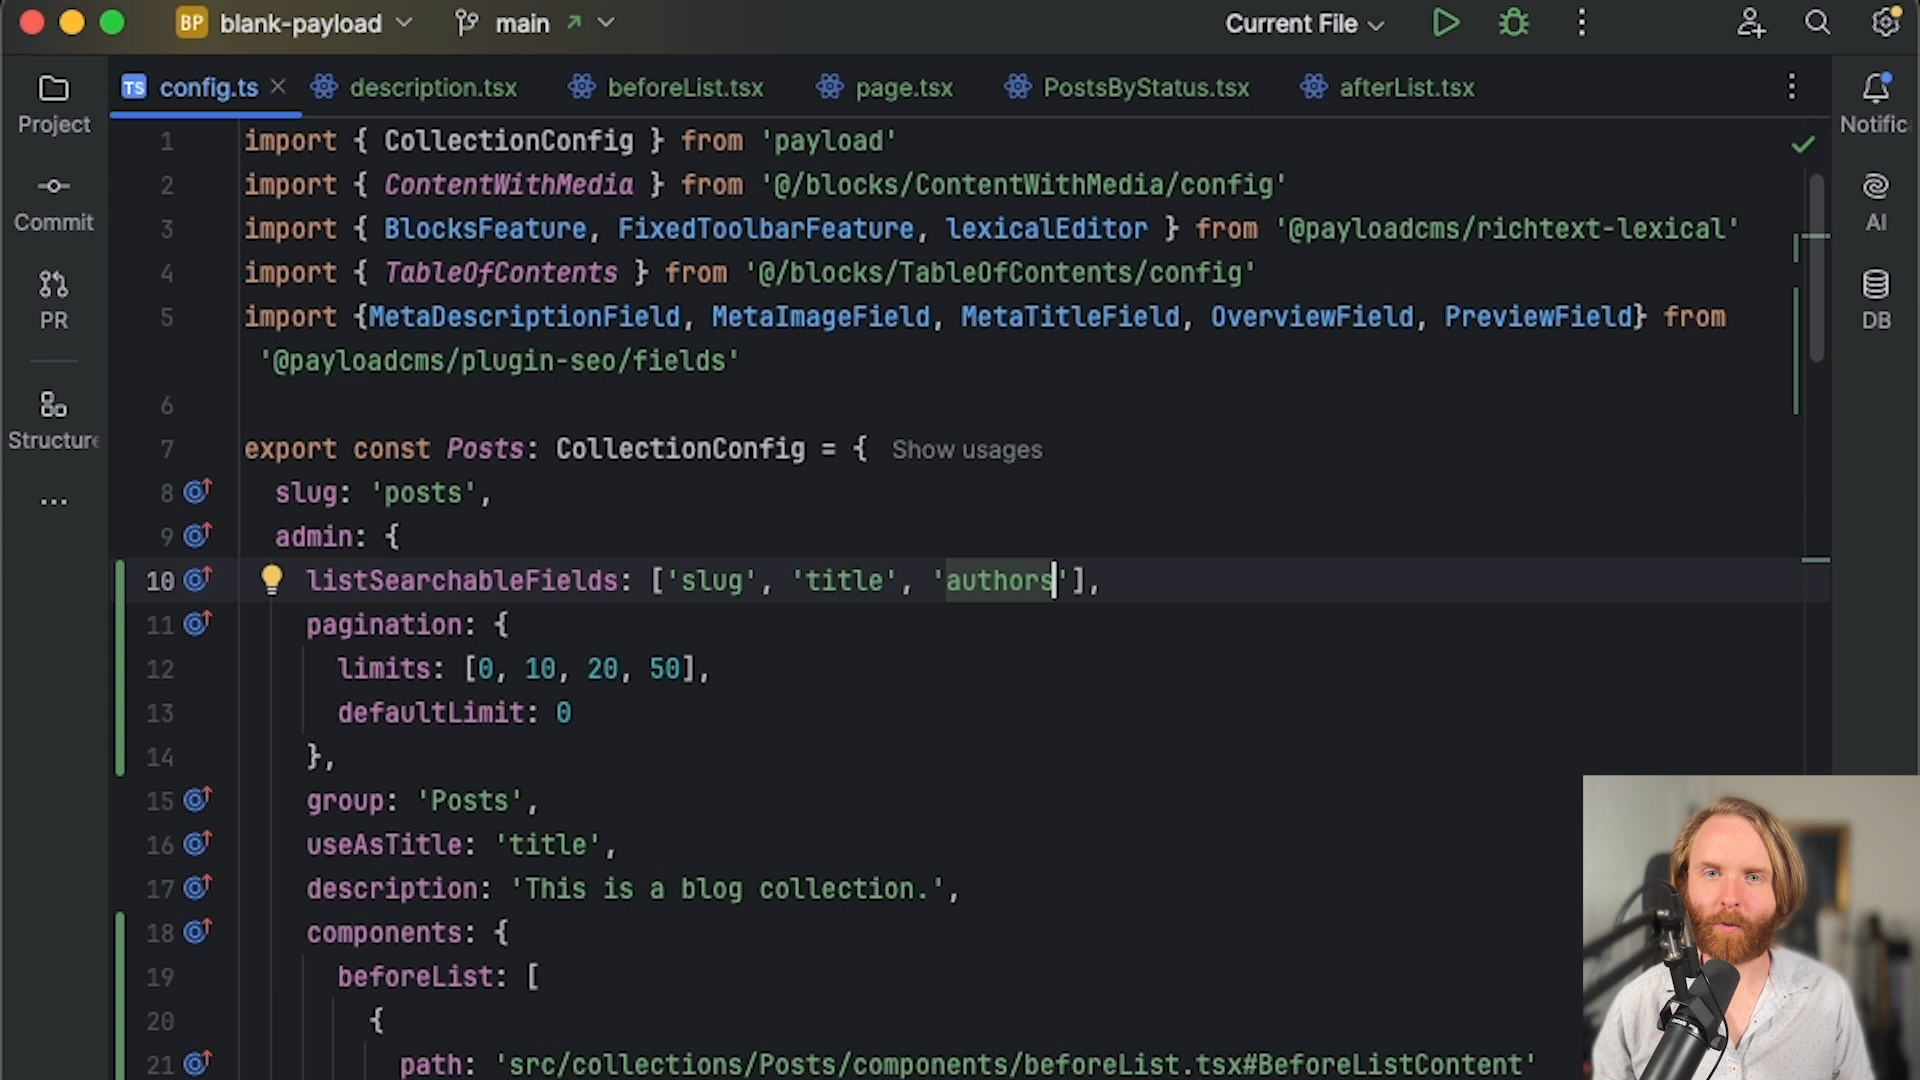 BP blank-payload main Current File
TS config.ts description.tsx beforeList.tsx page.tsx PostsByStatus.tsx afterList.tsx
Project
Commit
PR
Structure
...
Notific
AI
DB
1 import { CollectionConfig } from 'payload'
2 import { ContentWithMedia } from '@/blocks/ContentWithMedia/config'
3 import { BlocksFeature, FixedToolbarFeature, lexicalEditor } from '@payloadcms/richtext-lexical'
4 import { TableOfContents } from '@/blocks/TableOfContents/config'
5 import {MetaDescriptionField, MetaImageField, MetaTitleField, OverviewField, PreviewField} from
'@payloadcms/plugin-seo/fields'
6
7 export const Posts: CollectionConfig = { Show usages
8 slug: 'posts',
9 admin: {
10 listSearchableFields: ['slug', 'title', 'authors'],
11 pagination: {
12 limits: [0, 10, 20, 50],
13 defaultLimit: 0
14 },
15 group: 'Posts',
16 useAsTitle: 'title',
17 description: 'This is a blog collection.',
18 components: {
19 beforeList: [
20 {
21 path: 'src/collections/Posts/components/beforeList.tsx#BeforeListContent'